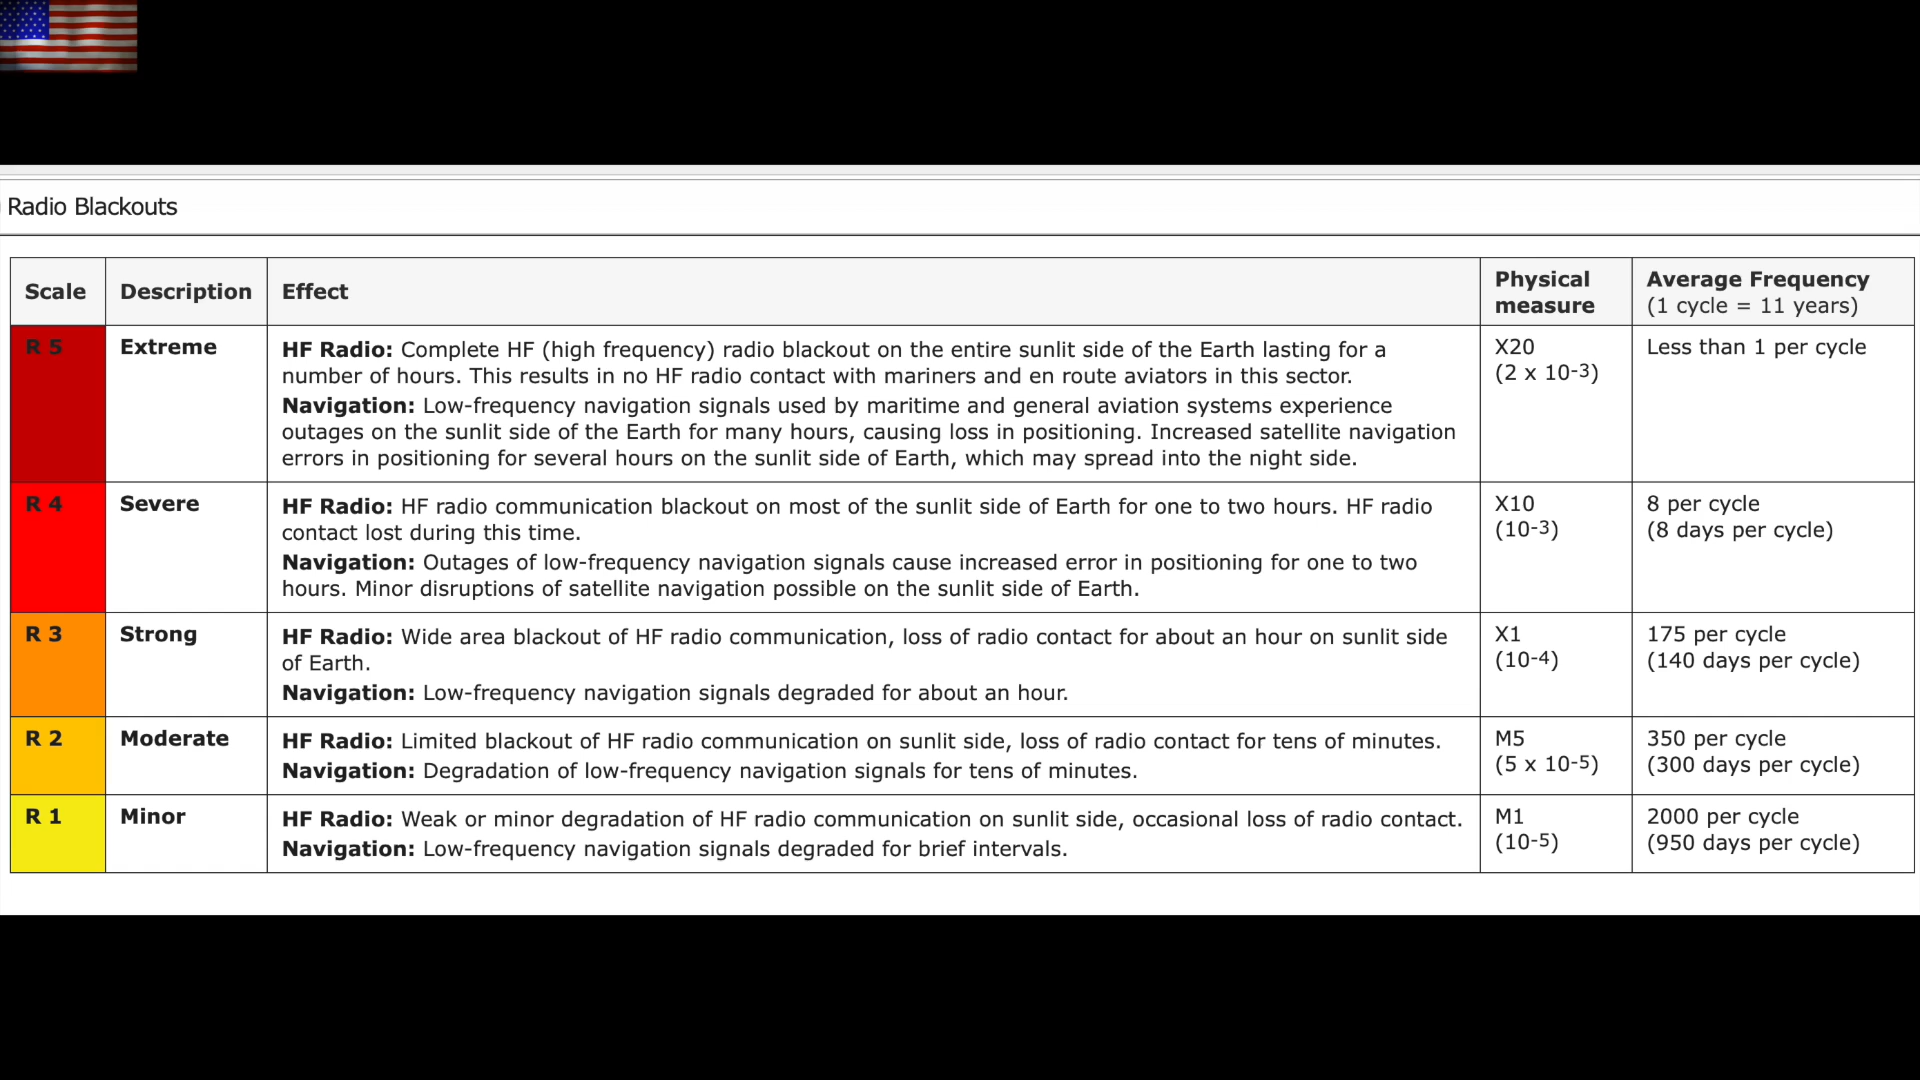 Radio Blackouts
Scale Description Effect Physical measure Average Frequency (1 cycle = 11 years)
R 5 Extreme
HF Radio: Complete HF (high frequency) radio blackout on the entire sunlit side of the Earth lasting for a
number of hours. This results in no HF radio contact with mariners and en route aviators in this sector.
Navigation: Low-frequency navigation signals used by maritime and general aviation systems experience
outages on the sunlit side of the Earth for many hours, causing loss in positioning. Increased satellite navigation
errors in positioning for several hours on the sunlit side of Earth, which may spread into the night side.
X20
(2 x 10-3)
Less than 1 per cycle
R 4 Severe
HF Radio: HF radio communication blackout on most of the sunlit side of Earth for one to two hours. HF radio
contact lost during this time.
Navigation: Outages of low-frequency navigation signals cause increased error in positioning for one to two
hours. Minor disruptions of satellite navigation possible on the sunlit side of Earth.
X10
(10-3)
8 per cycle
(8 days per cycle)
R 3 Strong
HF Radio: Wide area blackout of HF radio communication, loss of radio contact for about an hour on sunlit side
of Earth.
Navigation: Low-frequency navigation signals degraded for about an hour.
X1
(10-4)
175 per cycle
(140 days per cycle)
R 2 Moderate
HF Radio: Limited blackout of HF radio communication on sunlit side, loss of radio contact for tens of minutes.
Navigation: Degradation of low-frequency navigation signals for tens of minutes.
M5
(5 x 10-5)
350 per cycle
(300 days per cycle)
R 1 Minor
HF Radio: Weak or minor degradation of HF radio communication on sunlit side, occasional loss of radio contact.
Navigation: Low-frequency navigation signals degraded for brief intervals.
M1
(10-5)
2000 per cycle
(950 days per cycle)